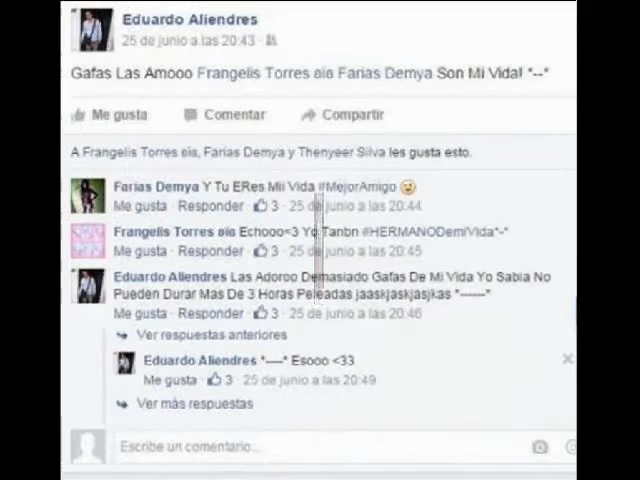 Eduardo Aliendres
25 de junio a las 20:43 ·
Gafas Las Amooo Frangelis Torres ʚïɞ Farias Demya Son Mi Vida! *--*
Me gusta Comentar Compartir
A Frangelis Torres ʚïɞ, Farias Demya y Thenyeer Silva les gusta esto.
Farias Demya Y Tu ERes Mii Vida #MejorAmigo
Me gusta · Responder · 3 · 25 de junio a las 20:44
Frangelis Torres ʚïɞ Echooo<3 Yo Tanbn #HERMANODemiVida*-*
Me gusta · Responder · 3 · 25 de junio a las 20:45
Eduardo Aliendres Las Adoroo Demasiado Gafas De Mi Vida Yo Sabia No
Pueden Durar Mas De 3 Horas Peleadas jaaskjaskjasjkas *------*
Me gusta · Responder · 3 · 25 de junio a las 20:46
Ver respuestas anteriores
Eduardo Aliendres *----* Esooo <33
Me gusta · 3 · 25 de junio a las 20:49
Ver más respuestas
Escribe un comentario...